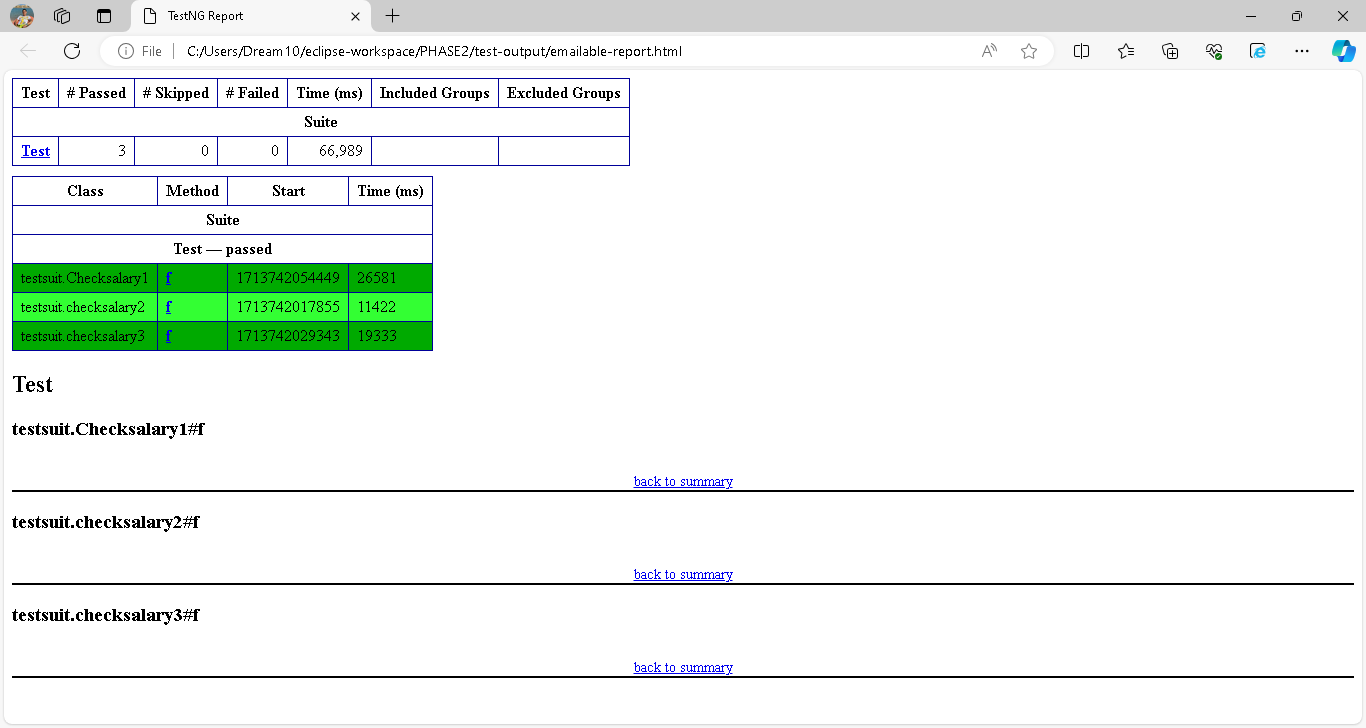 TestNG Report
File
C:/Users/Dream10/eclipse-workspace/PHASE2/test-output/emailable-report.html
Test # Passed # Skipped # Failed Time (ms) Included Groups Excluded Groups
Suite
Test 3 0 0 66,989
Class Method Start Time (ms)
Suite
Test — passed
testsuit.Checksalary1 f 1713742054449 26581
testsuit.checksalary2 f 1713742017855 11422
testsuit.checksalary3 f 1713742029343 19333
Test
testsuit.Checksalary1#f
back to summary
testsuit.checksalary2#f
back to summary
testsuit.checksalary3#f
back to summary